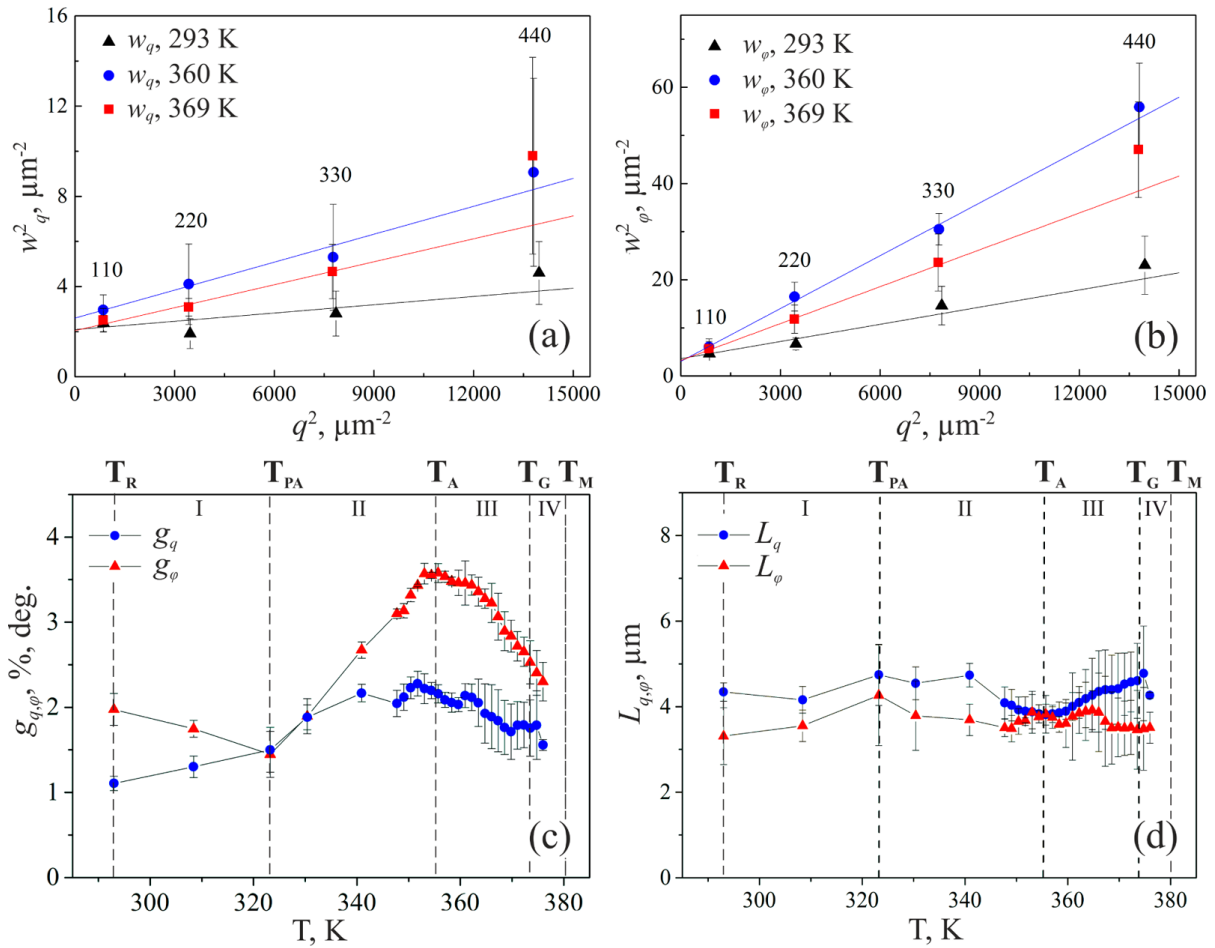 16
12
8
4
0
w²q, μm⁻²
wq, 293 K
wq, 360 K
wq, 369 K
110
220
330
440
(a)
0 3000 6000 9000 12000 15000
q², μm⁻²
60
40
20
0
w²φ, μm⁻²
wφ, 293 K
wφ, 360 K
wφ, 369 K
110
220
330
440
(b)
0 3000 6000 9000 12000 15000
q², μm⁻²
TR TPA TA TG TM
I II III IV
4
3
2
1
0
gq,φ, %, deg.
gq
gφ
(c)
300 320 340 360 380
T, K
TR TPA TA TG TM
I II III IV
8
6
4
2
0
Lq,φ, μm
Lq
Lφ
(d)
300 320 340 360 380
T, K